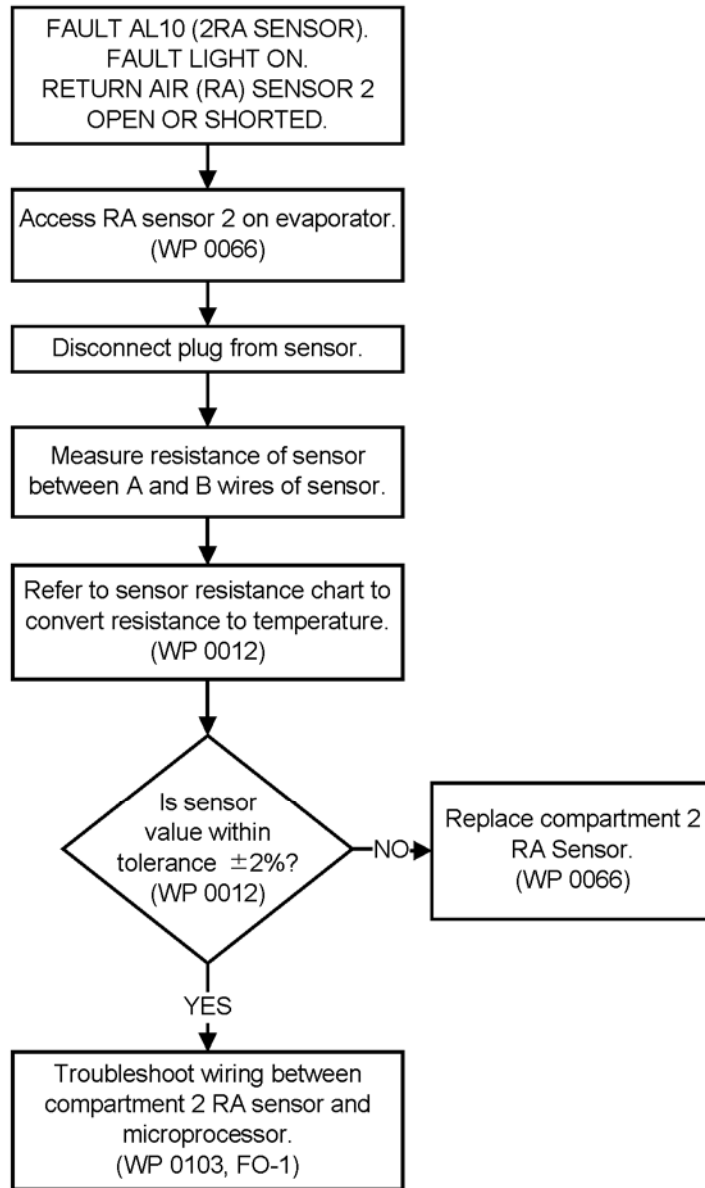 FAULT AL10 (2RA SENSOR).
FAULT LIGHT ON.
RETURN AIR (RA) SENSOR 2
OPEN OR SHORTED.
Access RA sensor 2 on evaporator.
(WP 0066)
Disconnect plug from sensor.
Measure resistance of sensor
between A and B wires of sensor.
Refer to sensor resistance chart to
convert resistance to temperature.
(WP 0012)
Is sensor
value within
tolerance ±2%?
(WP 0012)
NO
Replace compartment 2
RA Sensor.
(WP 0066)
YES
Troubleshoot wiring between
compartment 2 RA sensor and
microprocessor.
(WP 0103, FO-1)